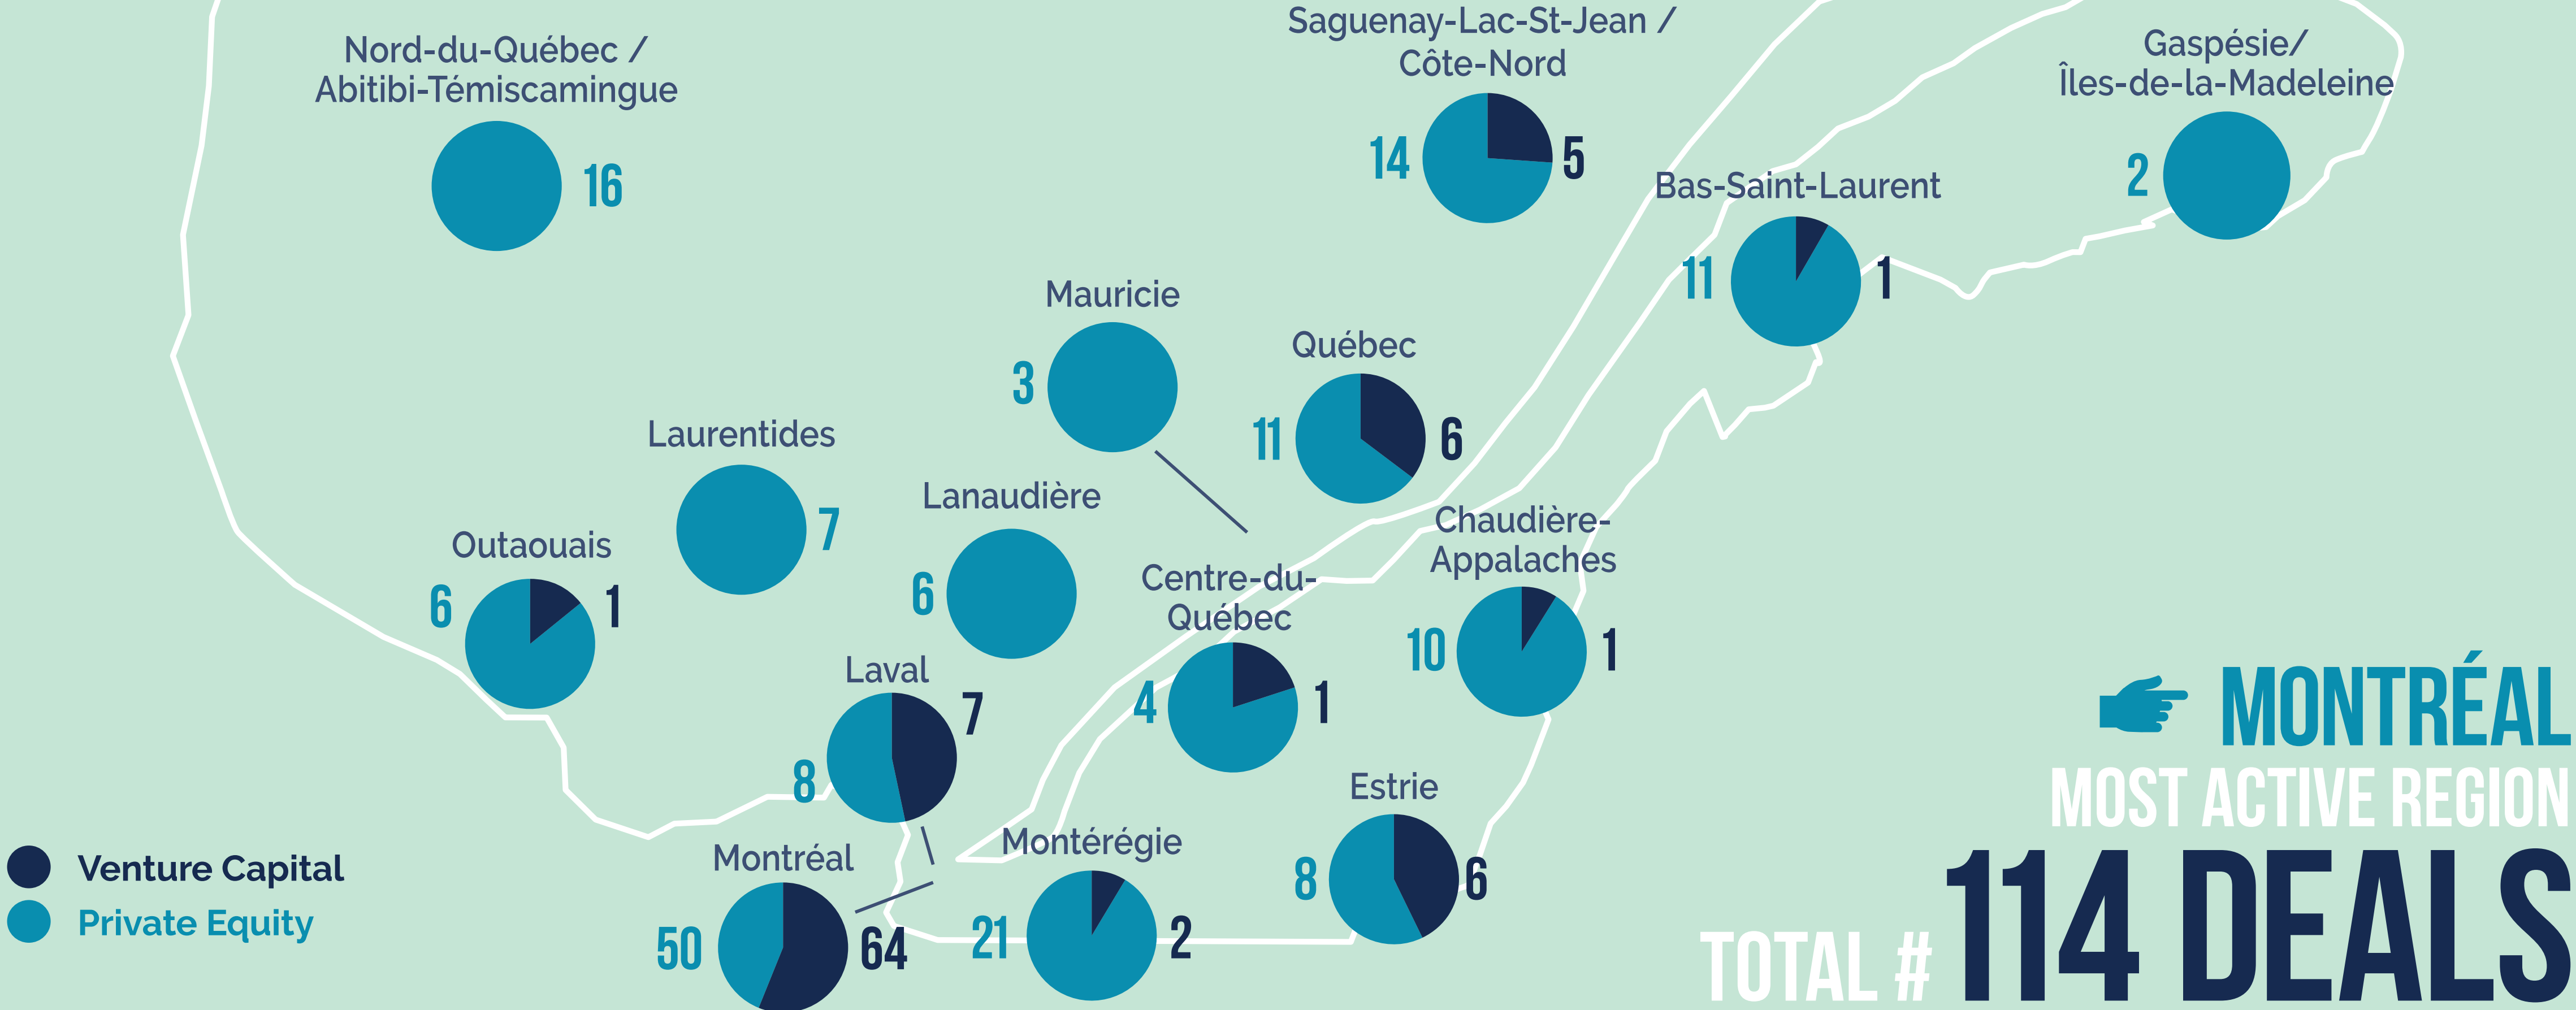 Nord-du-Québec /
Abitibi-Témiscamingue
16
Saguenay-Lac-St-Jean /
Côte-Nord
14
5
Gaspésie/
Îles-de-la-Madeleine
2
Bas-Saint-Laurent
11
1
Mauricie
3
Québec
11
6
Laurentides
7
Lanaudière
6
Outaouais
6
1
Chaudière-
Appalaches
10
1
Centre-du-
Québec
4
1
Laval
8
7
Estrie
8
6
Montréal
50
64
Montérégie
21
2
Venture Capital
Private Equity
MONTRÉAL
MOST ACTIVE REGION
TOTAL # 114 DEALS